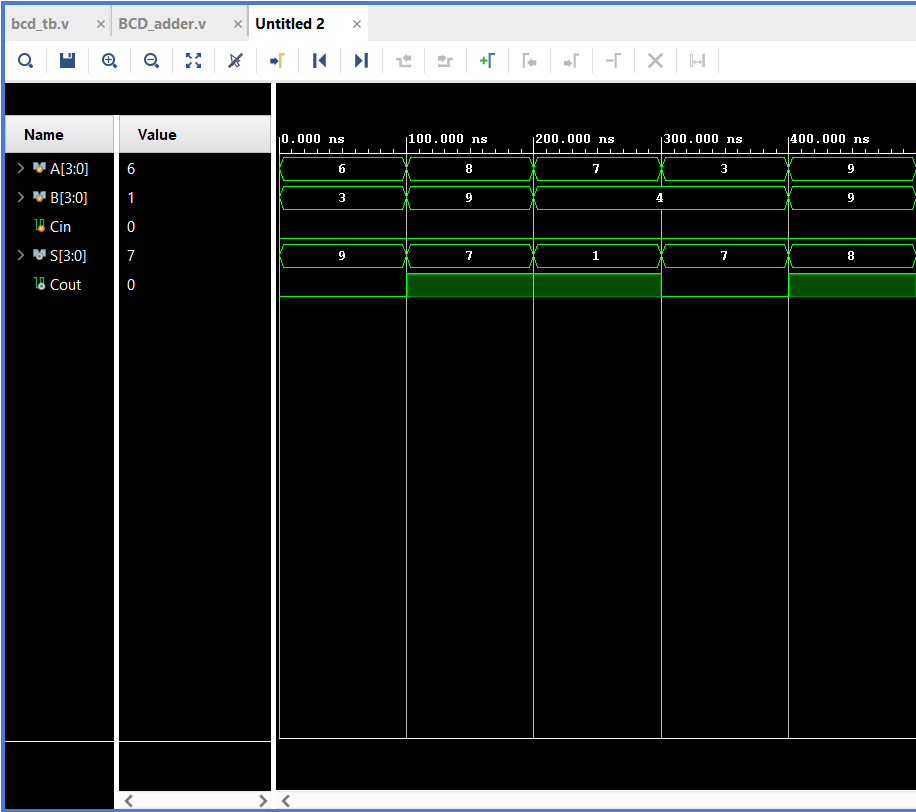 bcd_tb.v × BCD_adder.v × Untitled 2 ×
Name Value
0.000 ns 100.000 ns 200.000 ns 300.000 ns 400.000 ns
A[3:0] 6 6 8 7 3 9
B[3:0] 1 3 9 4 9
Cin 0
S[3:0] 7 9 7 1 7 8
Cout 0